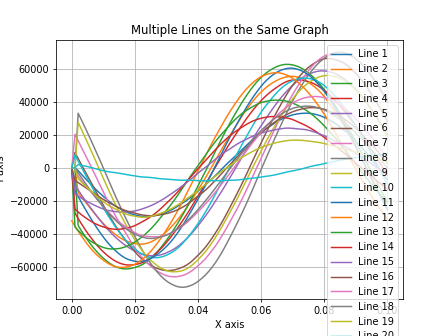 Multiple Lines on the Same Graph
60000
40000
20000
0
−20000
−40000
−60000
0.00
0.02
0.04
0.06
X axis
Line 1
Line 2
Line 3
Line 4
Line 5
Line 6
Line 7
Line 8
Line 9
Line 10
Line 11
Line 12
Line 13
Line 14
Line 15
Line 16
Line 17
Line 18
Line 19
Line 20